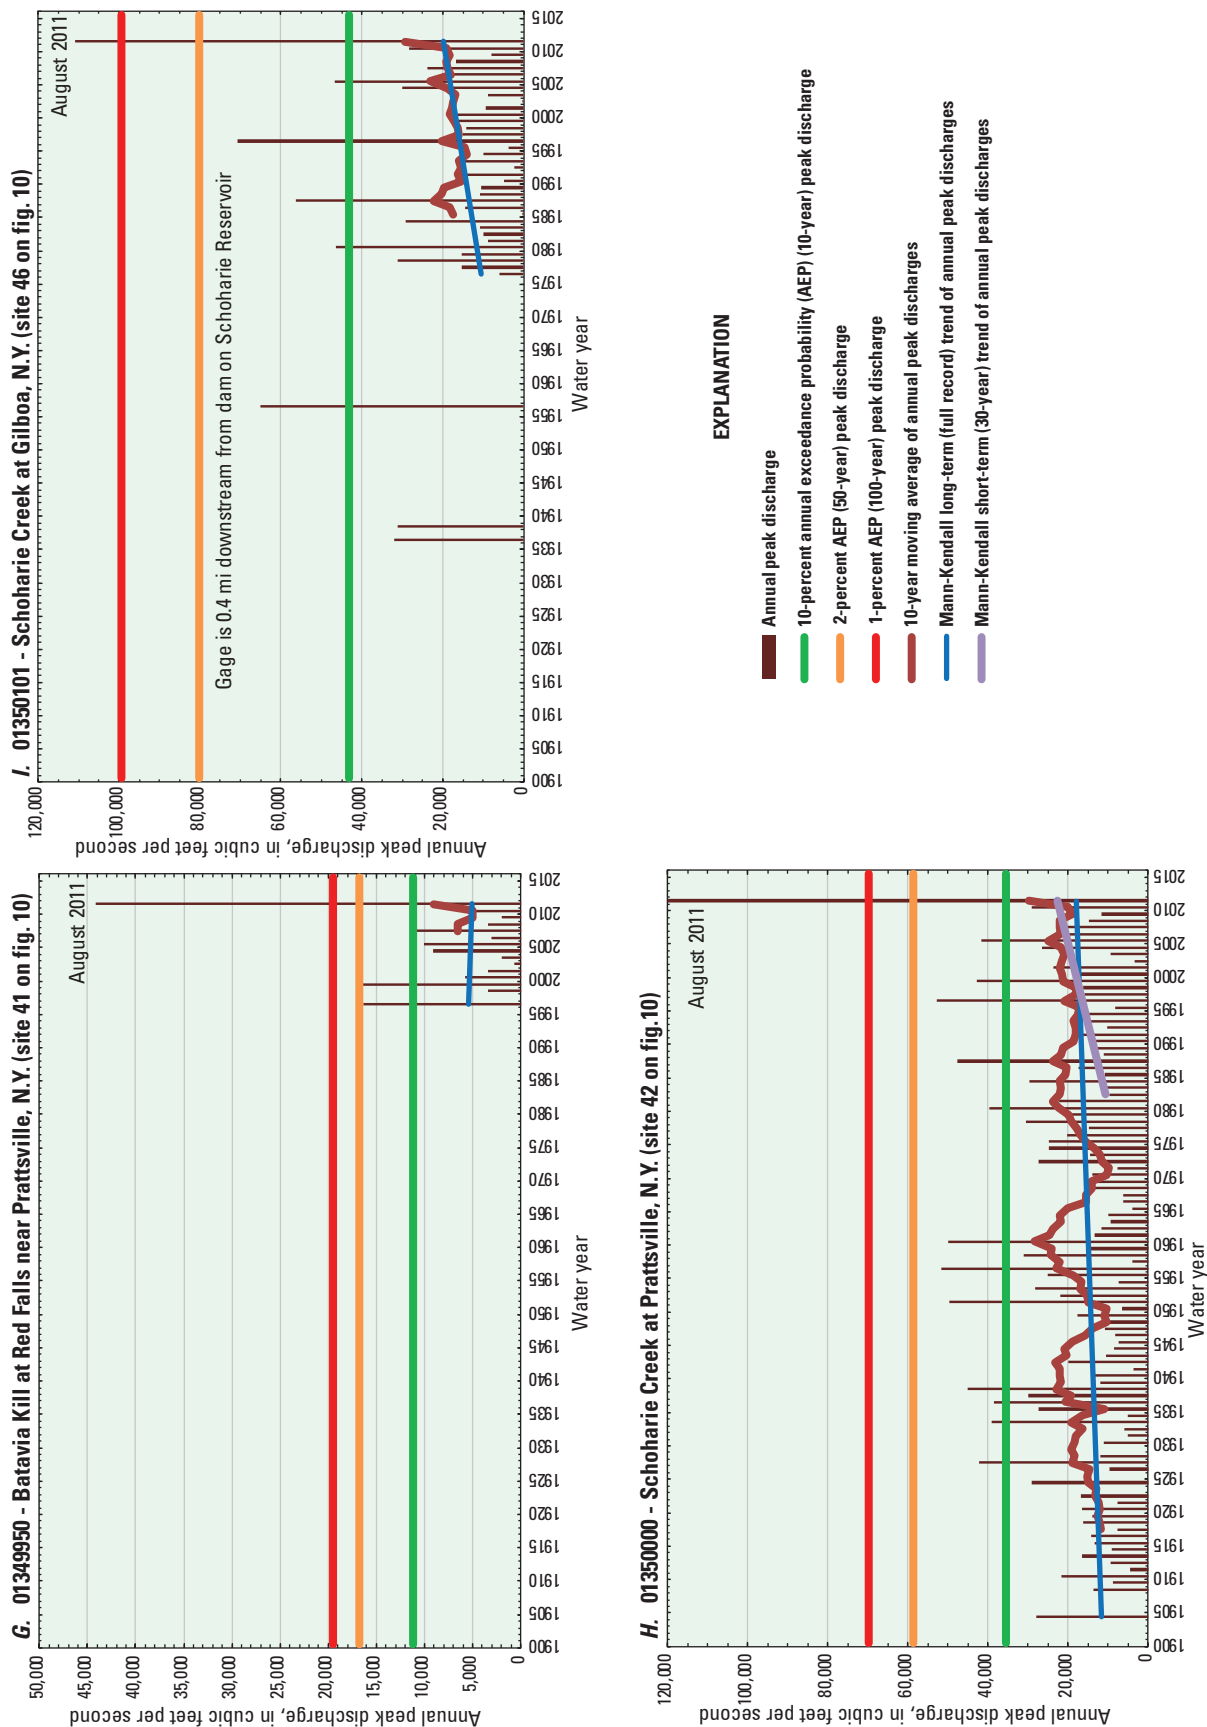 G. 01349950 - Batavia Kill at Red Falls near Prattsville, N.Y. (site 41 on fig. 10)
50,000
45,000
40,000
35,000
30,000
25,000
20,000
15,000
10,000
5,000
0
Annual peak discharge, in cubic feet per second
August 2011
1900 1905 1910 1915 1920 1925 1930 1935 1940 1945 1950 1955 1960 1965 1970 1975 1980 1985 1990 1995 2000 2005 2010 2015
Water year
I. 01350101 - Schoharie Creek at Gilboa, N.Y. (site 46 on fig. 10)
120,000
100,000
80,000
60,000
40,000
20,000
0
Annual peak discharge, in cubic feet per second
August 2011
Gage is 0.4 mi downstream from dam on Schoharie Reservoir
1900 1905 1910 1915 1920 1925 1930 1935 1940 1945 1950 1955 1960 1965 1970 1975 1980 1985 1990 1995 2000 2005 2010 2015
Water year
H. 01350000 - Schoharie Creek at Prattsville, N.Y. (site 42 on fig.10)
120,000
100,000
80,000
60,000
40,000
20,000
0
Annual peak discharge, in cubic feet per second
August 2011
1900 1905 1910 1915 1920 1925 1930 1935 1940 1945 1950 1955 1960 1965 1970 1975 1980 1985 1990 1995 2000 2005 2010 2015
Water year
EXPLANATION
Annual peak discharge
10-percent annual exceedance probability (AEP) (10-year) peak discharge
2-percent AEP (50-year) peak discharge
1-percent AEP (100-year) peak discharge
10-year moving average of annual peak discharges
Mann-Kendall long-term (full record) trend of annual peak discharges
Mann-Kendall short-term (30-year) trend of annual peak discharges